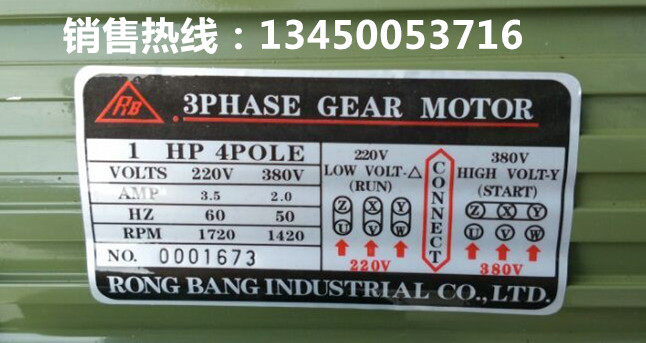 销售热线：13450053716
RB 3PHASE GEAR MOTOR
1 HP 4POLE
VOLTS 220V 380V
AMP 3.5 2.0
HZ 60 50
RPM 1720 1420
NO. 0001673
220V
LOW VOLT-△
(RUN)
Z X Y
U V W
220V
CONNECT
380V
HIGH VOLT-Y
(START)
Z X Y
U V W
380V
RONG BANG INDUSTRIAL CO.,LTD.